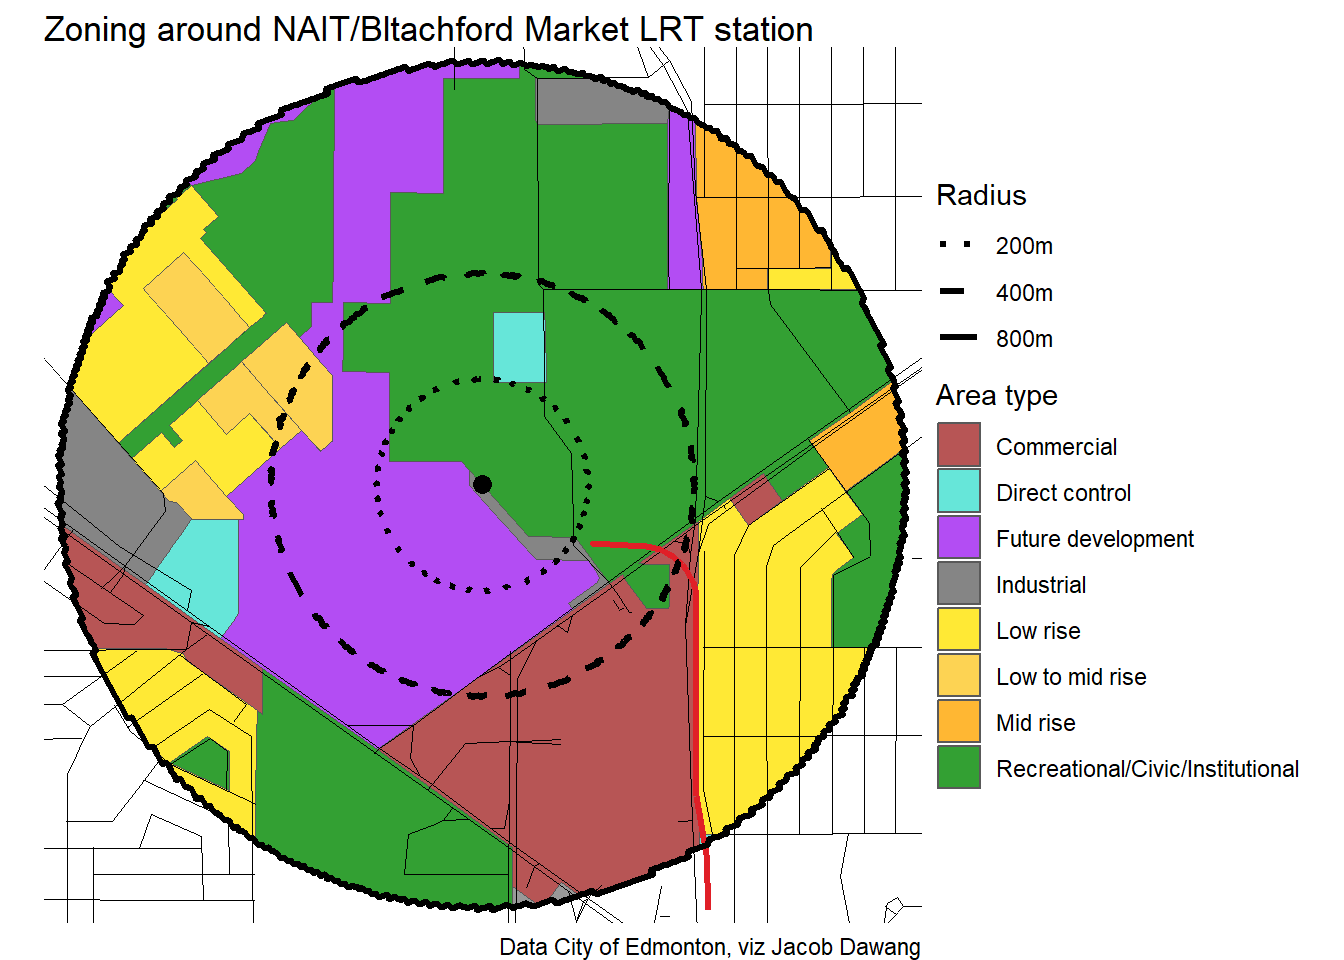 Zoning around NAIT/Bltachford Market LRT station
Radius
200m
400m
800m
Area type
Commercial
Direct control
Future development
Industrial
Low rise
Low to mid rise
Mid rise
Recreational/Civic/Institutional
Data City of Edmonton, viz Jacob Dawang